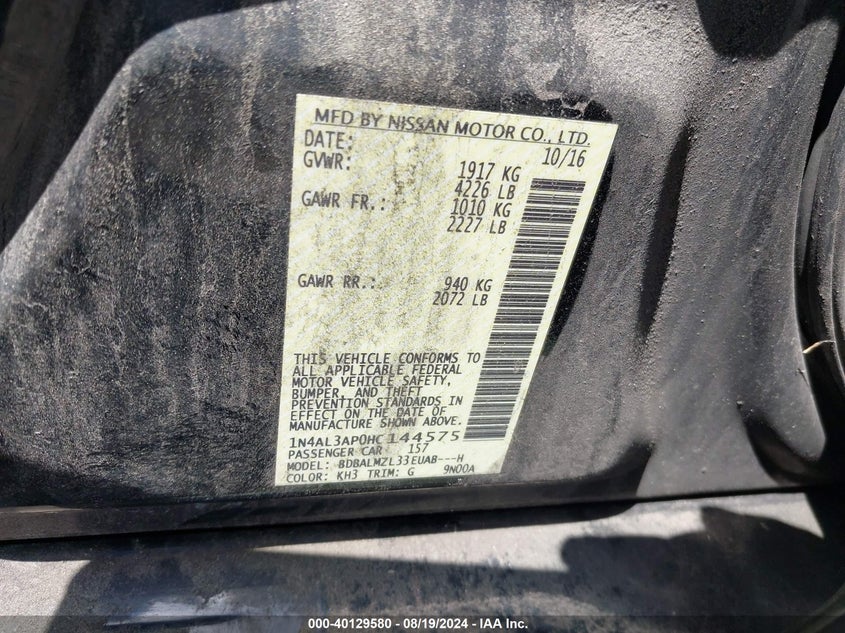 MFD BY NISSAN MOTOR CO., LTD.
DATE: 10/16
GVWR: 1917 KG
4226 LB
GAWR FR.: 1010 KG
2227 LB
GAWR RR.: 940 KG
2072 LB
THIS VEHICLE CONFORMS TO
ALL APPLICABLE FEDERAL
MOTOR VEHICLE SAFETY,
BUMPER, AND THEFT
PREVENTION STANDARDS IN
EFFECT ON THE DATE OF
MANUFACTURE SHOWN ABOVE.
1N4AL3AP0HC144575
PASSENGER CAR 157
MODEL: BDBALMZL33EUAB---H
COLOR: KH3 TRIM: G 9N00A
000-40129580 - 08/19/2024 - IAA Inc.